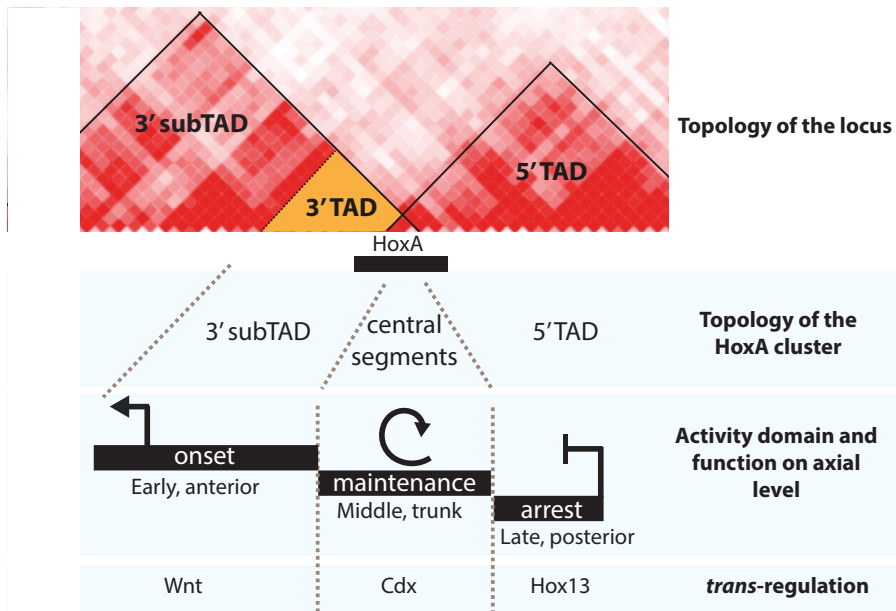 3’ subTAD
3’ TAD
5’ TAD
Topology of the locus
HoxA
3’ subTAD
central
segments
5’ TAD
Topology of the
HoxA cluster
onset
Early, anterior
maintenance
Middle, trunk
arrest
Late, posterior
Activity domain and
function on axial
level
Wnt
Cdx
Hox13
trans-regulation